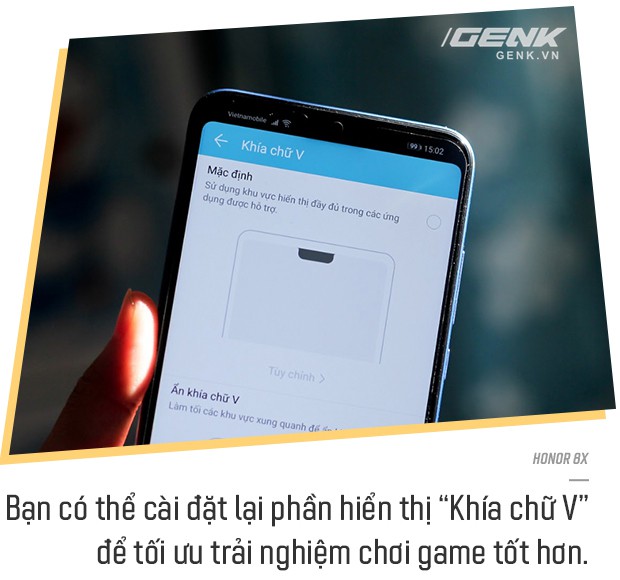 GENK
GENK.VN
Vietnamobile
99 15:02
Khía chữ V
Mặc định
Sử dụng khu vực hiển thị đầy đủ trong các ứng
dụng được hỗ trợ.
Tùy chỉnh >
Ẩn khía chữ V
Làm tối các khu vực xung quanh để ẩn
HONOR 8X
Bạn có thể cài đặt lại phần hiển thị “Khía chữ V”
để tối ưu trải nghiệm chơi game tốt hơn.